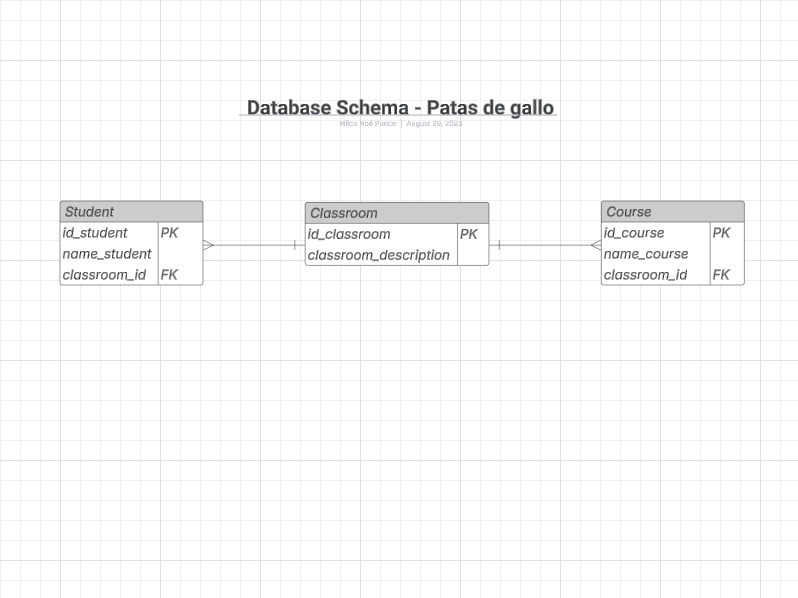 Database Schema - Patas de gallo
Milca Noé Ponce | August 29, 2023
Student
id_student PK
name_student
classroom_id FK
Classroom
id_classroom PK
classroom_description
Course
id_course PK
name_course
classroom_id FK